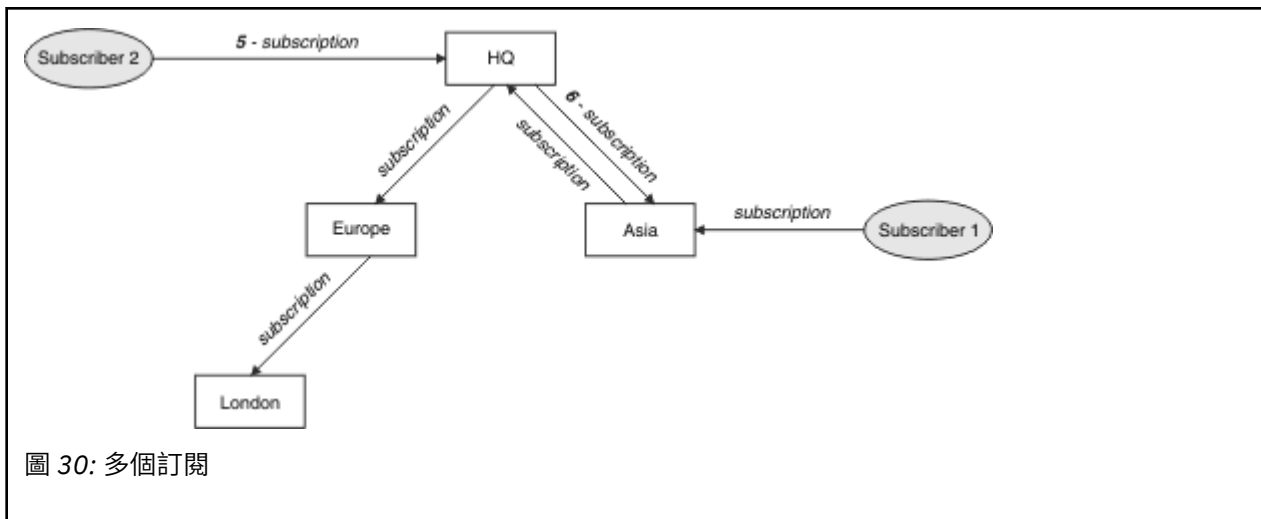 Subscriber 2
5 - subscription
HQ
subscription
subscription
6 - subscription
Europe
Asia
subscription
Subscriber 1
subscription
London
圖 30: 多個訂閱